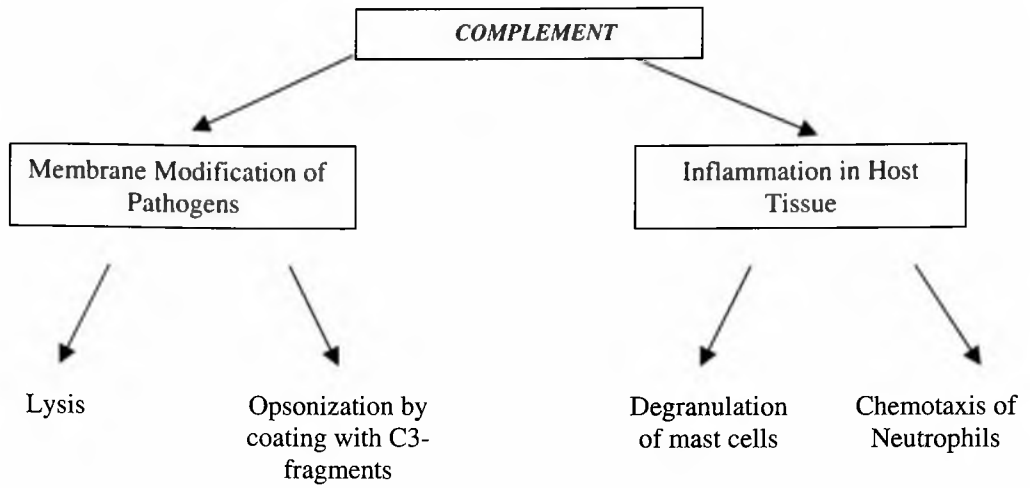 COMPLEMENT
Membrane Modification of
Pathogens
Inflammation in Host
Tissue
Lysis
Opsonization by
coating with C3-
fragments
Degranulation
of mast cells
Chemotaxis of
Neutrophils